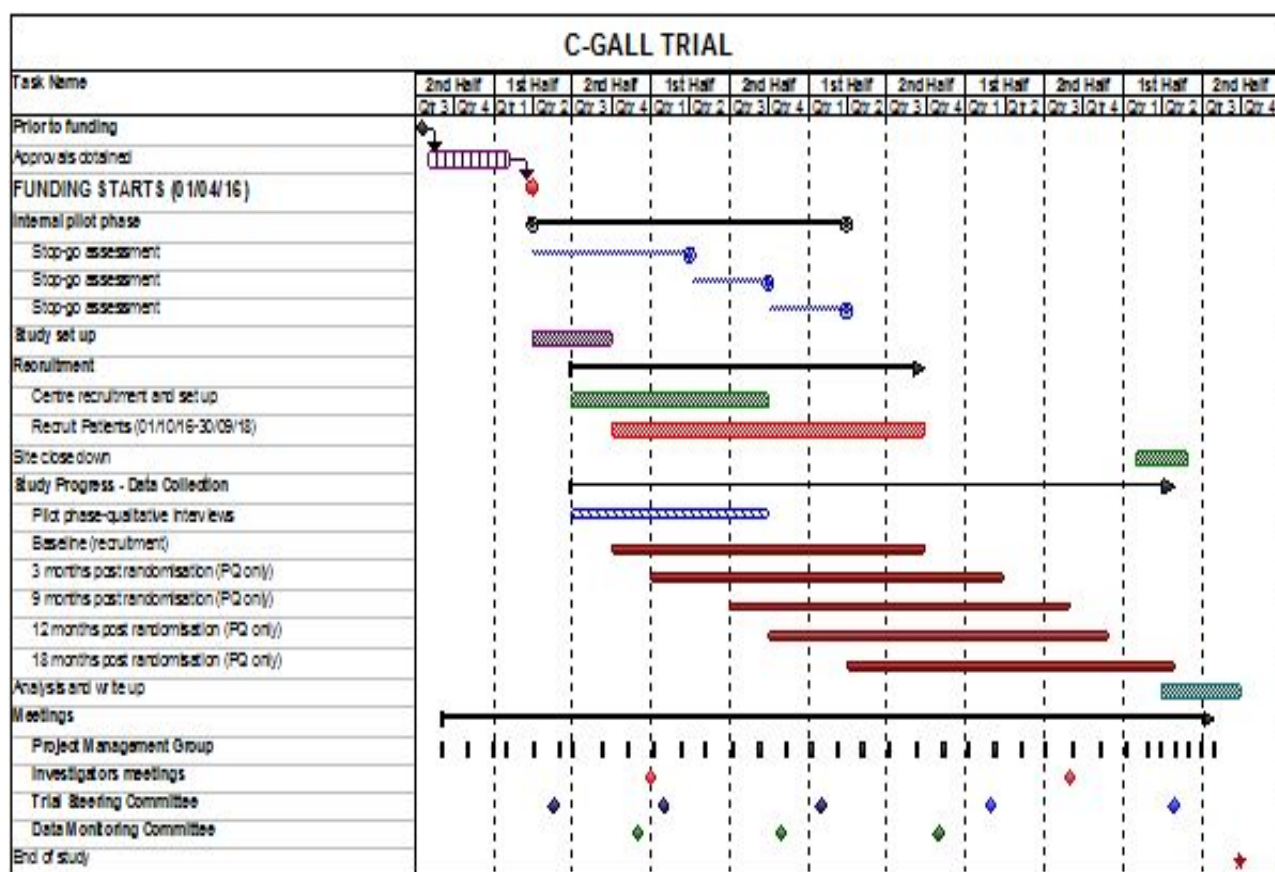 C-GALL TRIAL
Task Name 2nd Half 1st Half 2nd Half 1st Half 2nd Half 1st Half 2nd Half 1st Half 2nd Half 1st Half 2nd Half
Qtr 3 Qtr 4 Qtr 1 Qtr 2 Qtr 3 Qtr 4 Qtr 1 Qtr 2 Qtr 3 Qtr 4 Qtr 1 Qtr 2 Qtr 3 Qtr 4 Qtr 1 Qtr 2 Qtr 3 Qtr 4 Qtr 1 Qtr 2 Qtr 3 Qtr 4
Prior to funding
Approvals obtained
FUNDING STARTS (01/04/16)
Internal pilot phase
Stop-go assessment
Stop-go assessment
Stop-go assessment
Study set up
Recruitment
Centre recruitment and set up
Recruit Patients (01/10/16-30/09/18)
Site close down
Study Progress - Data Collection
Pilot phase-qualitative interviews
Baseline (recruitment)
3 months post randomisation (PQ only)
9 months post randomisation (PQ only)
12 months post randomisation (PQ only)
18 months post randomisation (PQ only)
Analysis and write up
Meetings
Project Management Group
Investigators meetings
Trial Steering Committee
Data Monitoring Committee
End of study